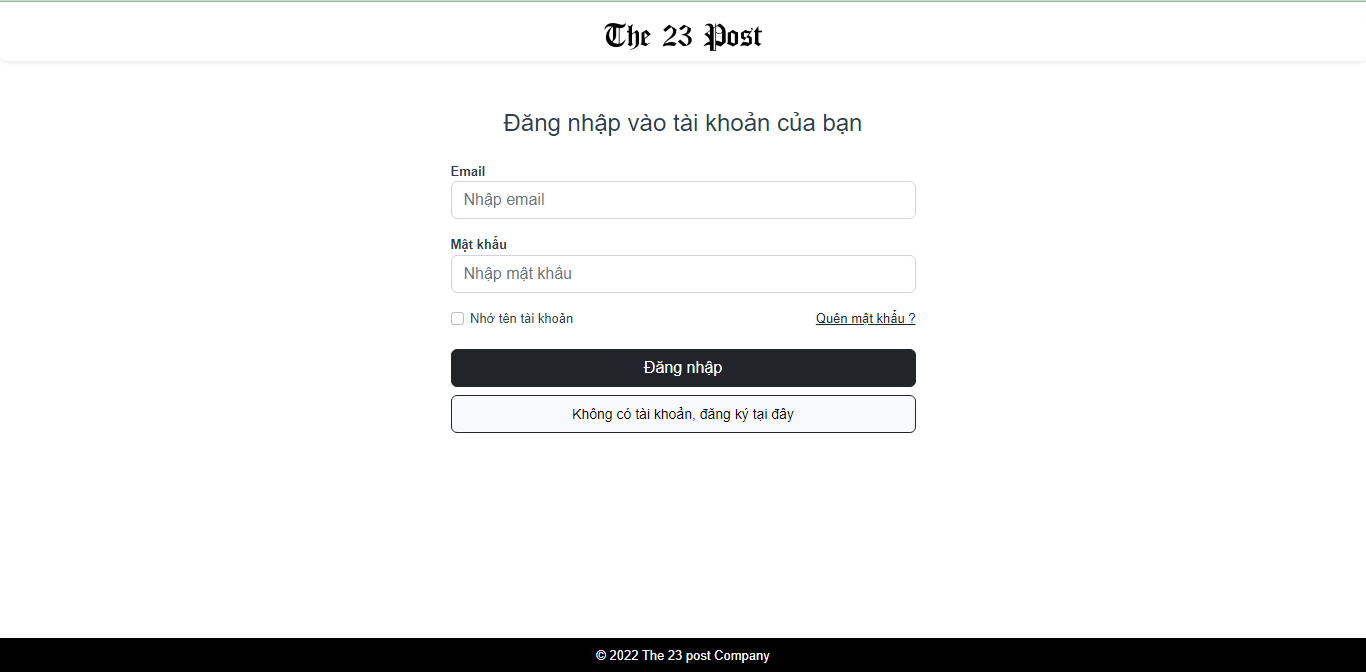 The 23 Post
Đăng nhập vào tài khoản của bạn
Email
Nhập email
Mật khẩu
Nhập mật khẩu
Nhớ tên tài khoản
Quên mật khẩu ?
Đăng nhập
Không có tài khoản, đăng ký tại đây
© 2022 The 23 post Company